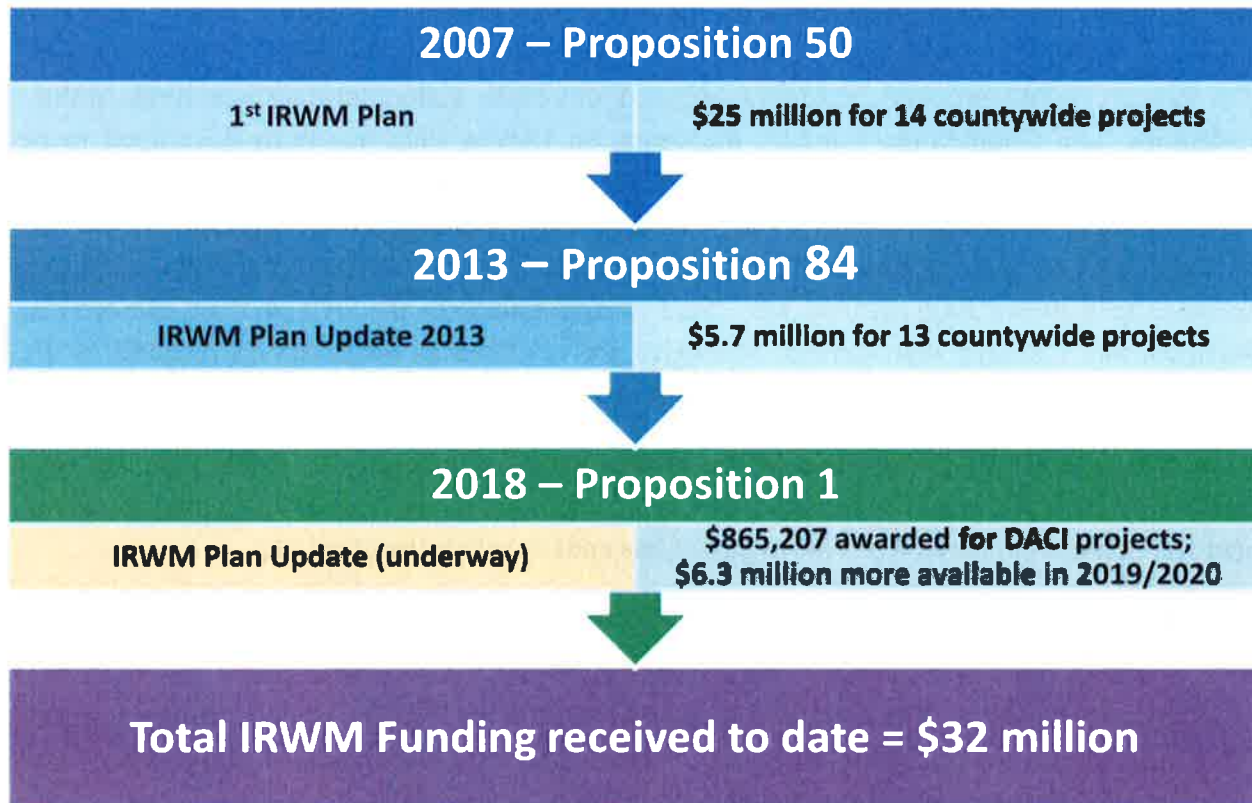 2007 – Proposition 50
1st IRWM Plan
$25 million for 14 countywide projects
2013 – Proposition 84
IRWM Plan Update 2013
$5.7 million for 13 countywide projects
2018 – Proposition 1
IRWM Plan Update (underway)
$865,207 awarded for DACI projects;
$6.3 million more available in 2019/2020
Total IRWM Funding received to date = $32 million